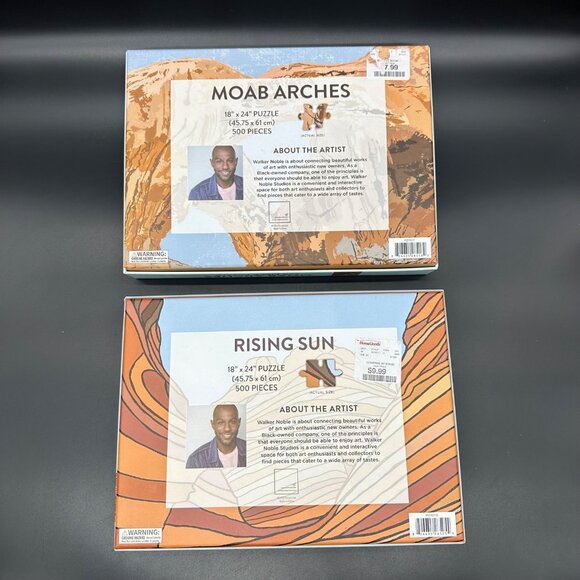 7.99
MOAB ARCHES
18" x 24" PUZZLE
(45.75 x 61 cm)
500 PIECES
(ACTUAL SIZE)
ABOUT THE ARTIST
Walker Noble is about connecting beautiful works
of art with enthusiastic new owners. As a
Black-owned company, one of the principles is
that everyone should be able to enjoy art. Walker
Noble Studios is a convenient and interactive
space for both art enthusiasts and collectors to
find pieces that cater to a wide array of tastes.
WARNING:
RISING SUN
18" x 24" PUZZLE
(45.75 x 61 cm)
500 PIECES
(ACTUAL SIZE)
HomeGoods
$9.99
ABOUT THE ARTIST
Walker Noble is about connecting beautiful works
of art with enthusiastic new owners. As a
Black-owned company, one of the principles is
that everyone should be able to enjoy art. Walker
Noble Studios is a convenient and interactive
space for both art enthusiasts and collectors to
find pieces that cater to a wide array of tastes.
WARNING: